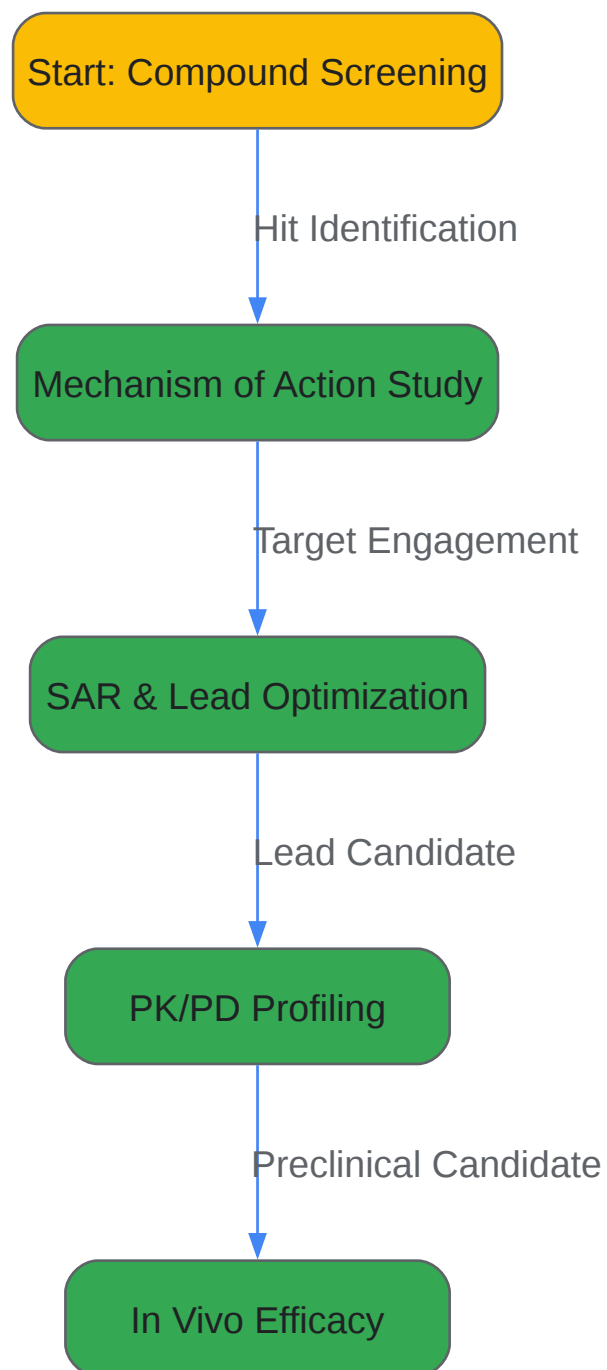 Start: Compound Screening
Hit Identification
Mechanism of Action Study
Target Engagement
SAR & Lead Optimization
Lead Candidate
PK/PD Profiling
Preclinical Candidate
In Vivo Efficacy